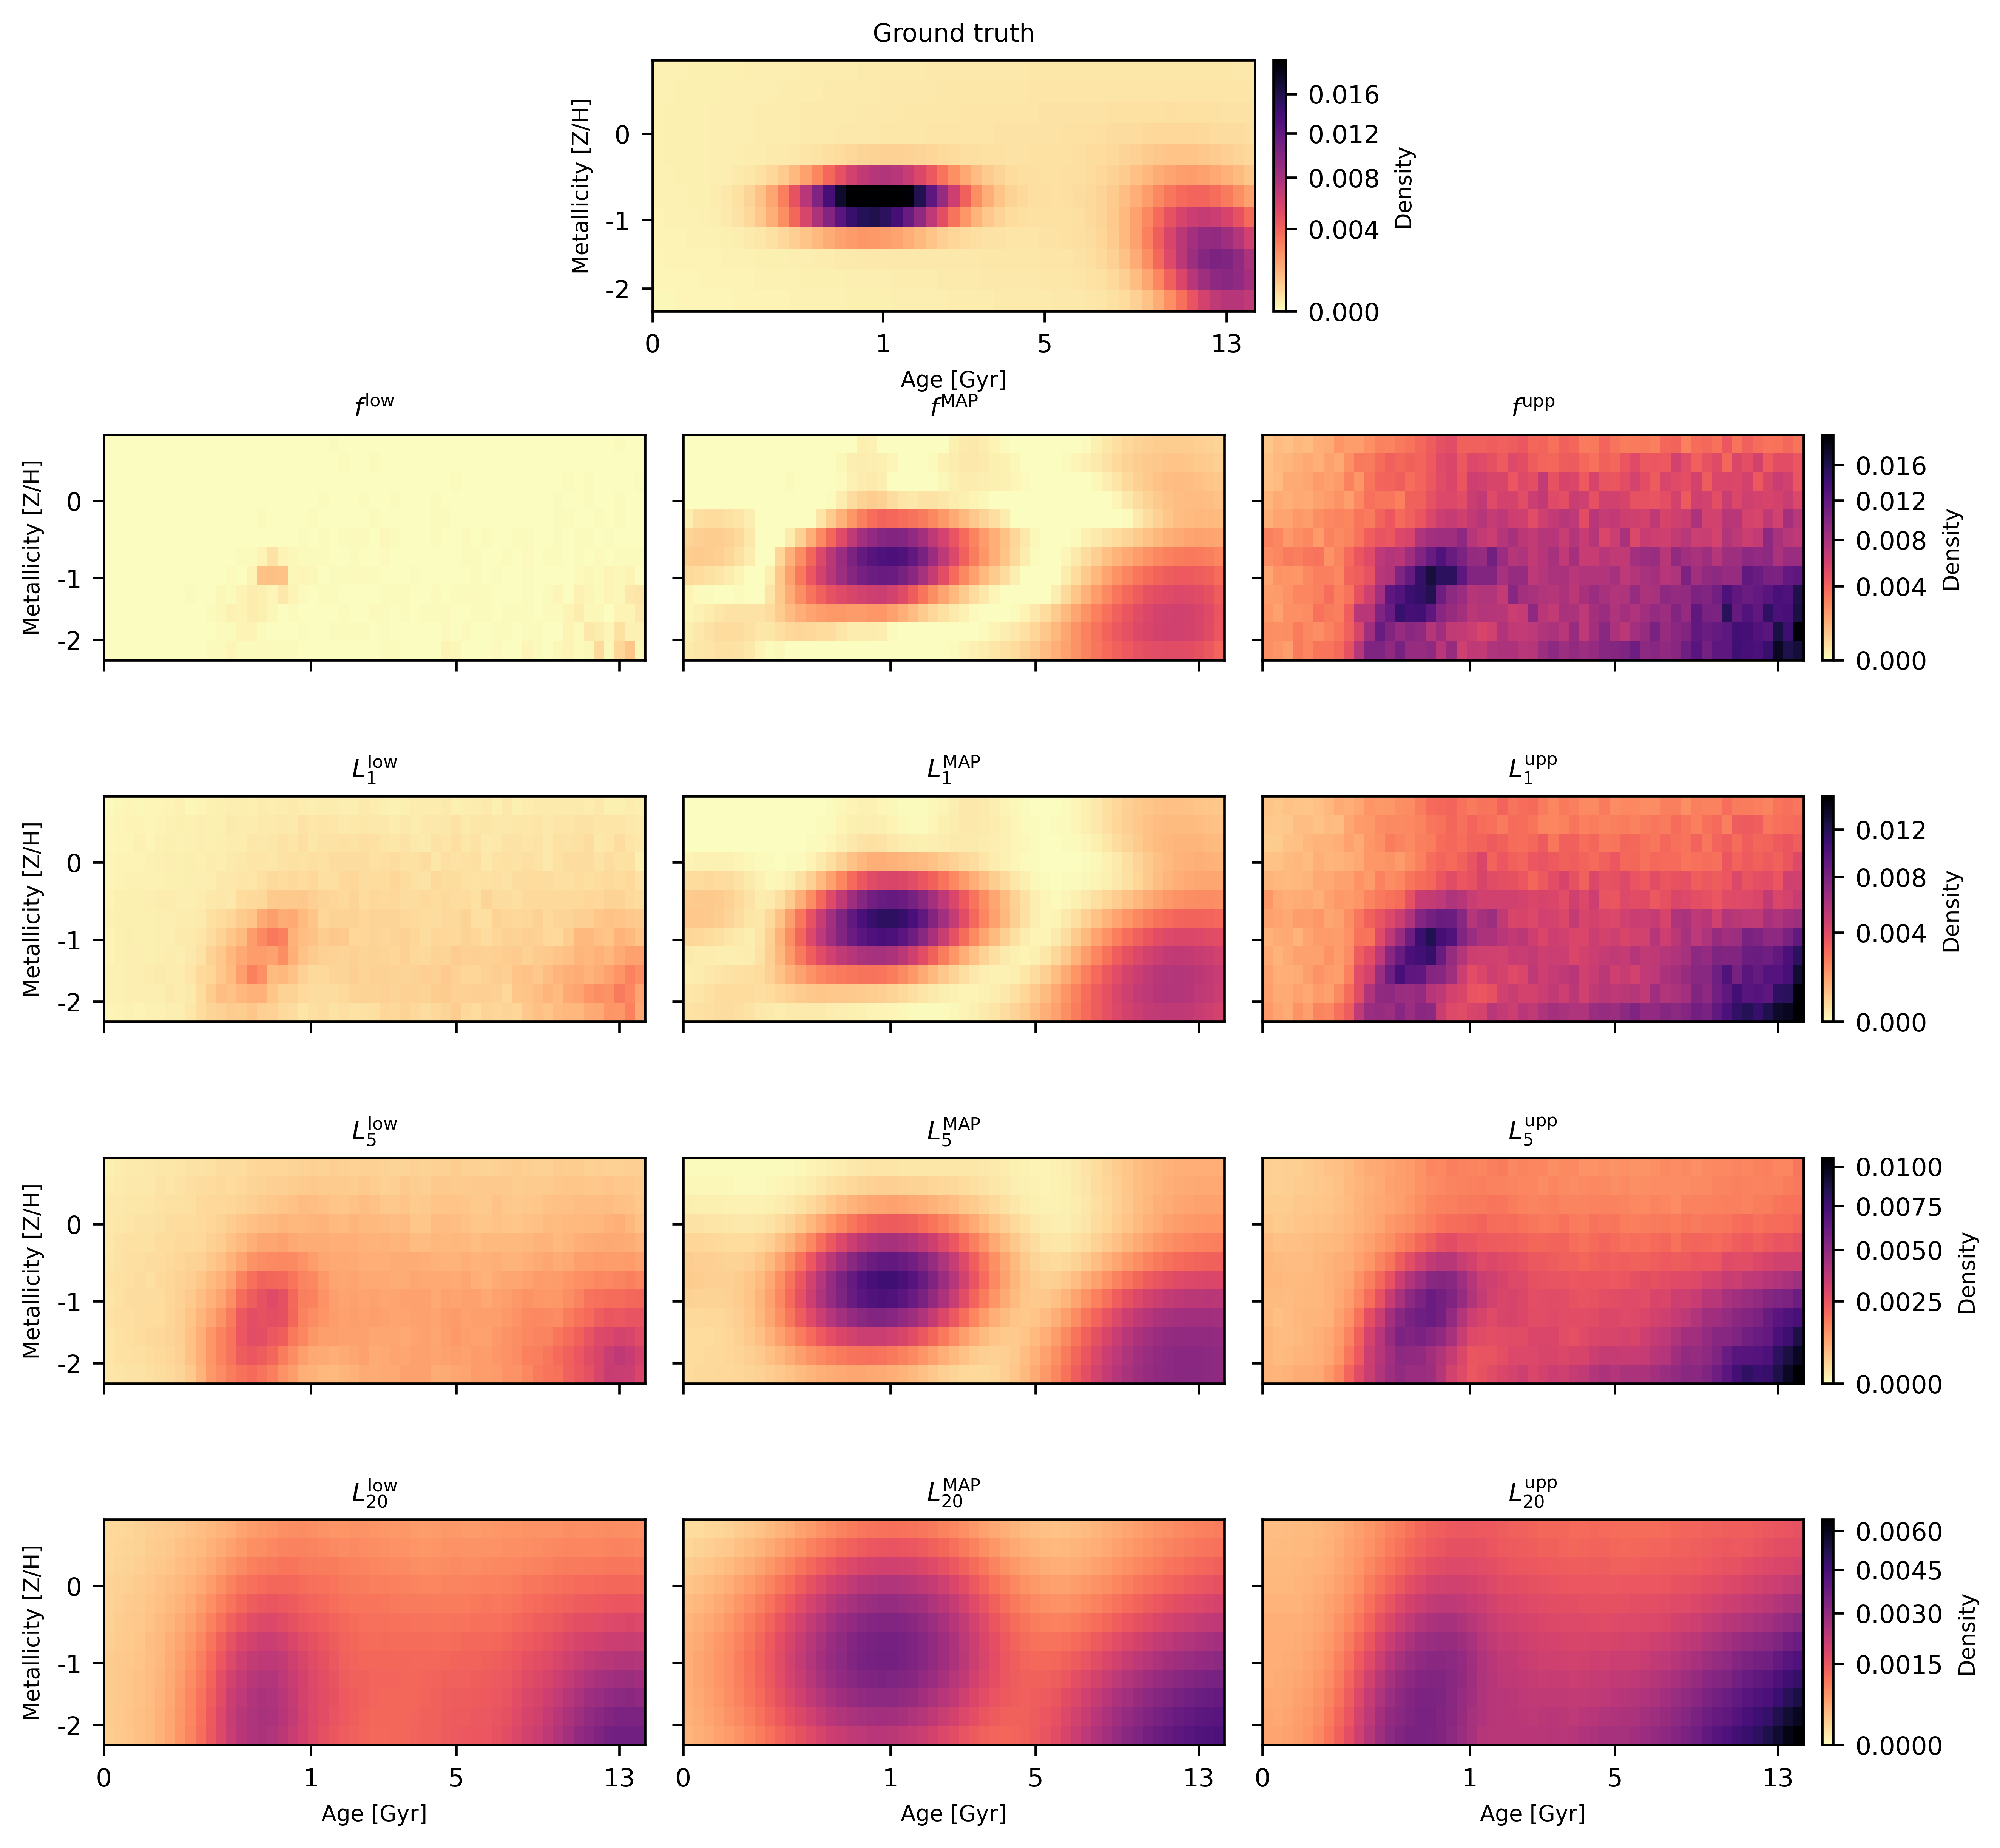 Ground truth
Metallicity [Z/H]
0
-1
-2
0 1 5 13
Age [Gyr]
0.016
0.012
0.008
0.004
0.000
Density
f^low f^MAP f^upp
Metallicity [Z/H]
0
-1
-2
0.016
0.012
0.008
0.004
0.000
Density
L_1^low L_1^MAP L_1^upp
Metallicity [Z/H]
0
-1
-2
0.012
0.008
0.004
0.000
Density
L_5^low L_5^MAP L_5^upp
Metallicity [Z/H]
0
-1
-2
0.0100
0.0075
0.0050
0.0025
0.0000
Density
L_20^low L_20^MAP L_20^upp
Metallicity [Z/H]
0
-1
-2
0.0060
0.0045
0.0030
0.0015
0.0000
Density
0 1 5 13 0 1 5 13 0 1 5 13
Age [Gyr] Age [Gyr] Age [Gyr]